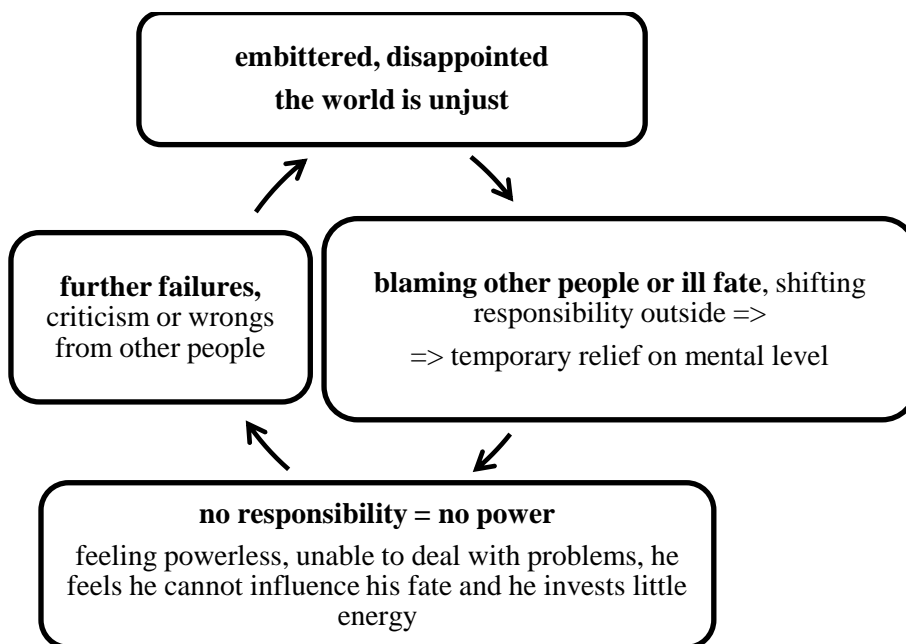 embittered, disappointed
the world is unjust
blaming other people or ill fate, shifting
responsibility outside =>
=> temporary relief on mental level
no responsibility = no power
feeling powerless, unable to deal with problems, he
feels he cannot influence his fate and he invests little
energy
further failures,
criticism or wrongs
from other people